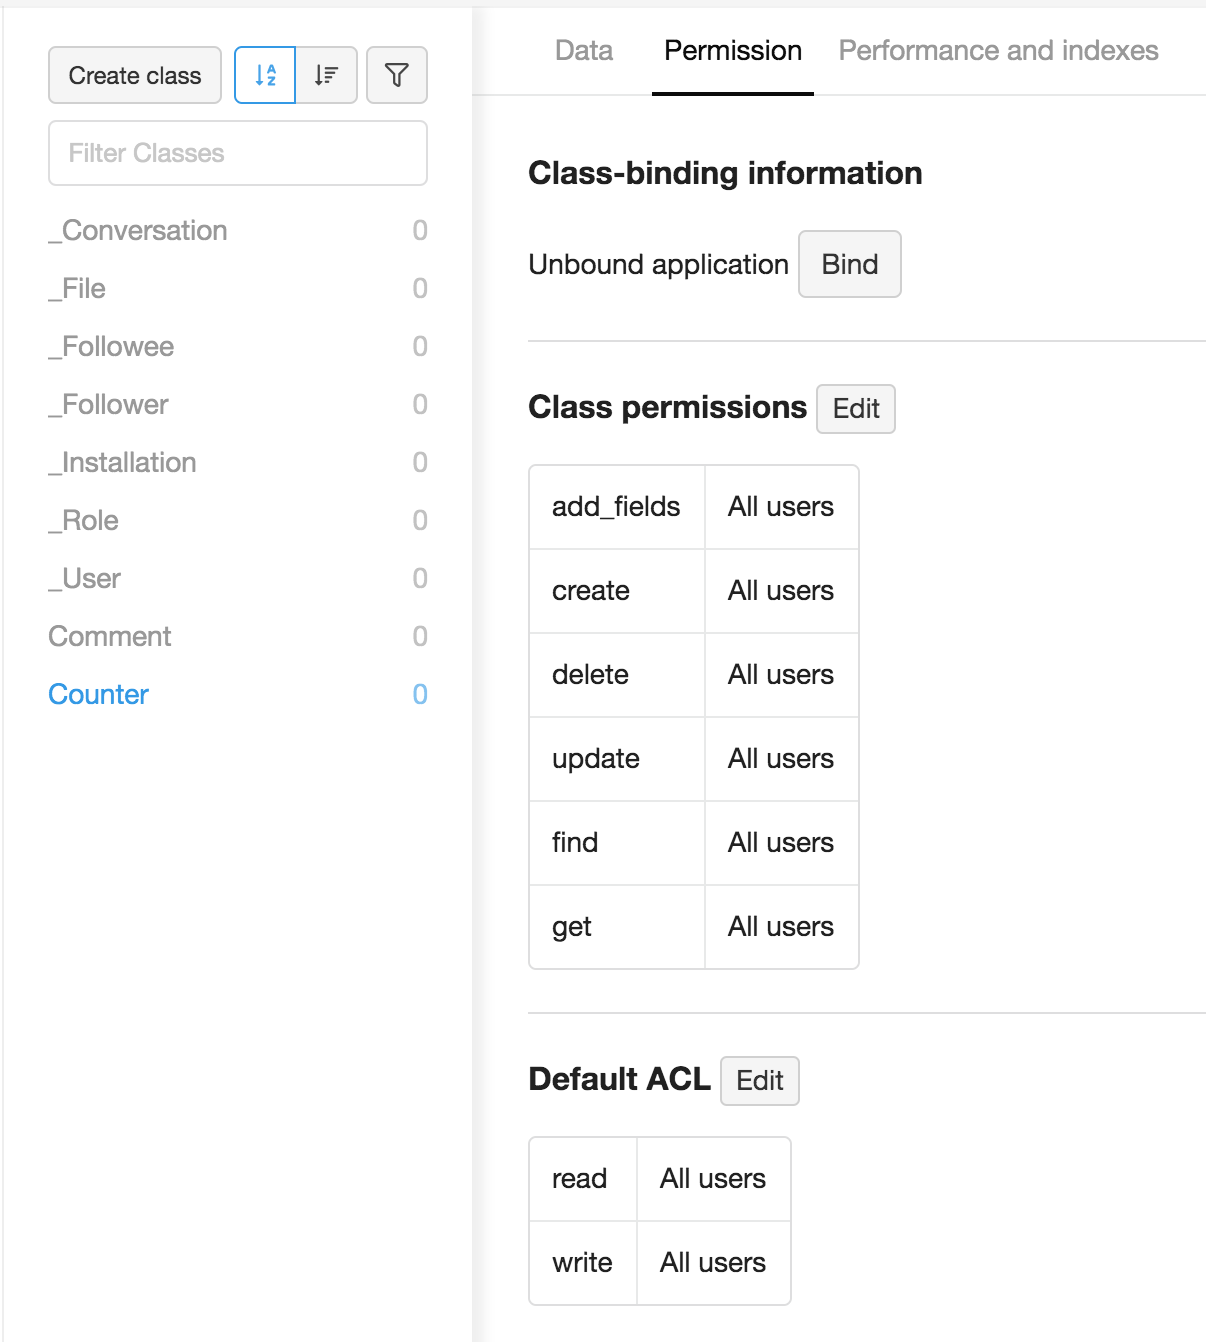 Create class
Filter Classes
_Conversation 0
_File 0
_Followee 0
_Follower 0
_Installation 0
_Role 0
_User 0
Comment 0
Counter 0
Data Permission Performance and indexes
Class-binding information
Unbound application Bind
Class permissions Edit
add_fields All users
create All users
delete All users
update All users
find All users
get All users
Default ACL Edit
read All users
write All users